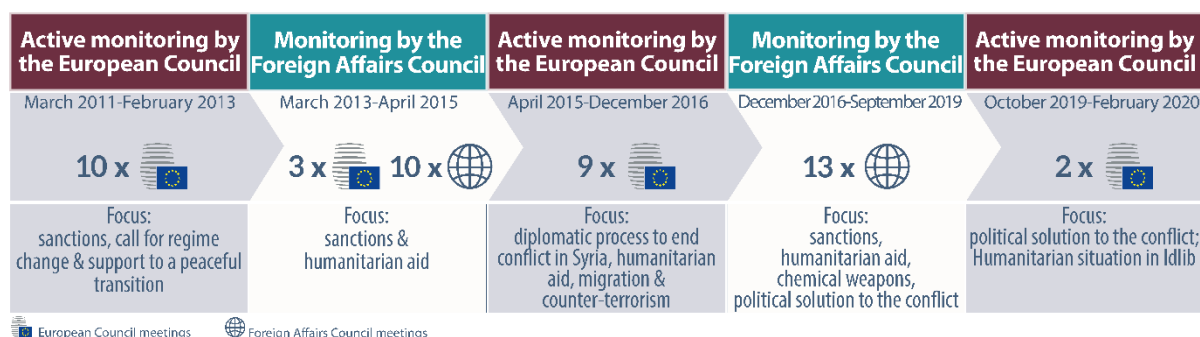 Active monitoring by
the European Council
Monitoring by the
Foreign Affairs Council
Active monitoring by
the European Council
Monitoring by the
Foreign Affairs Council
Active monitoring by
the European Council
March 2011-February 2013
March 2013-April 2015
April 2015-December 2016
December 2016-September 2019
October 2019-February 2020
10 x
3 x
10 x
9 x
13 x
2 x
Focus:
sanctions, call for regime
change & support to a peaceful
transition
Focus:
sanctions &
humanitarian aid
Focus:
diplomatic process to end
conflict in Syria, humanitarian
aid, migration &
counter-terrorism
Focus:
sanctions,
humanitarian aid,
chemical weapons,
political solution to the conflict
Focus:
political solution to the conflict;
Humanitarian situation in Idlib
European Council meetings
Foreign Affairs Council meetings